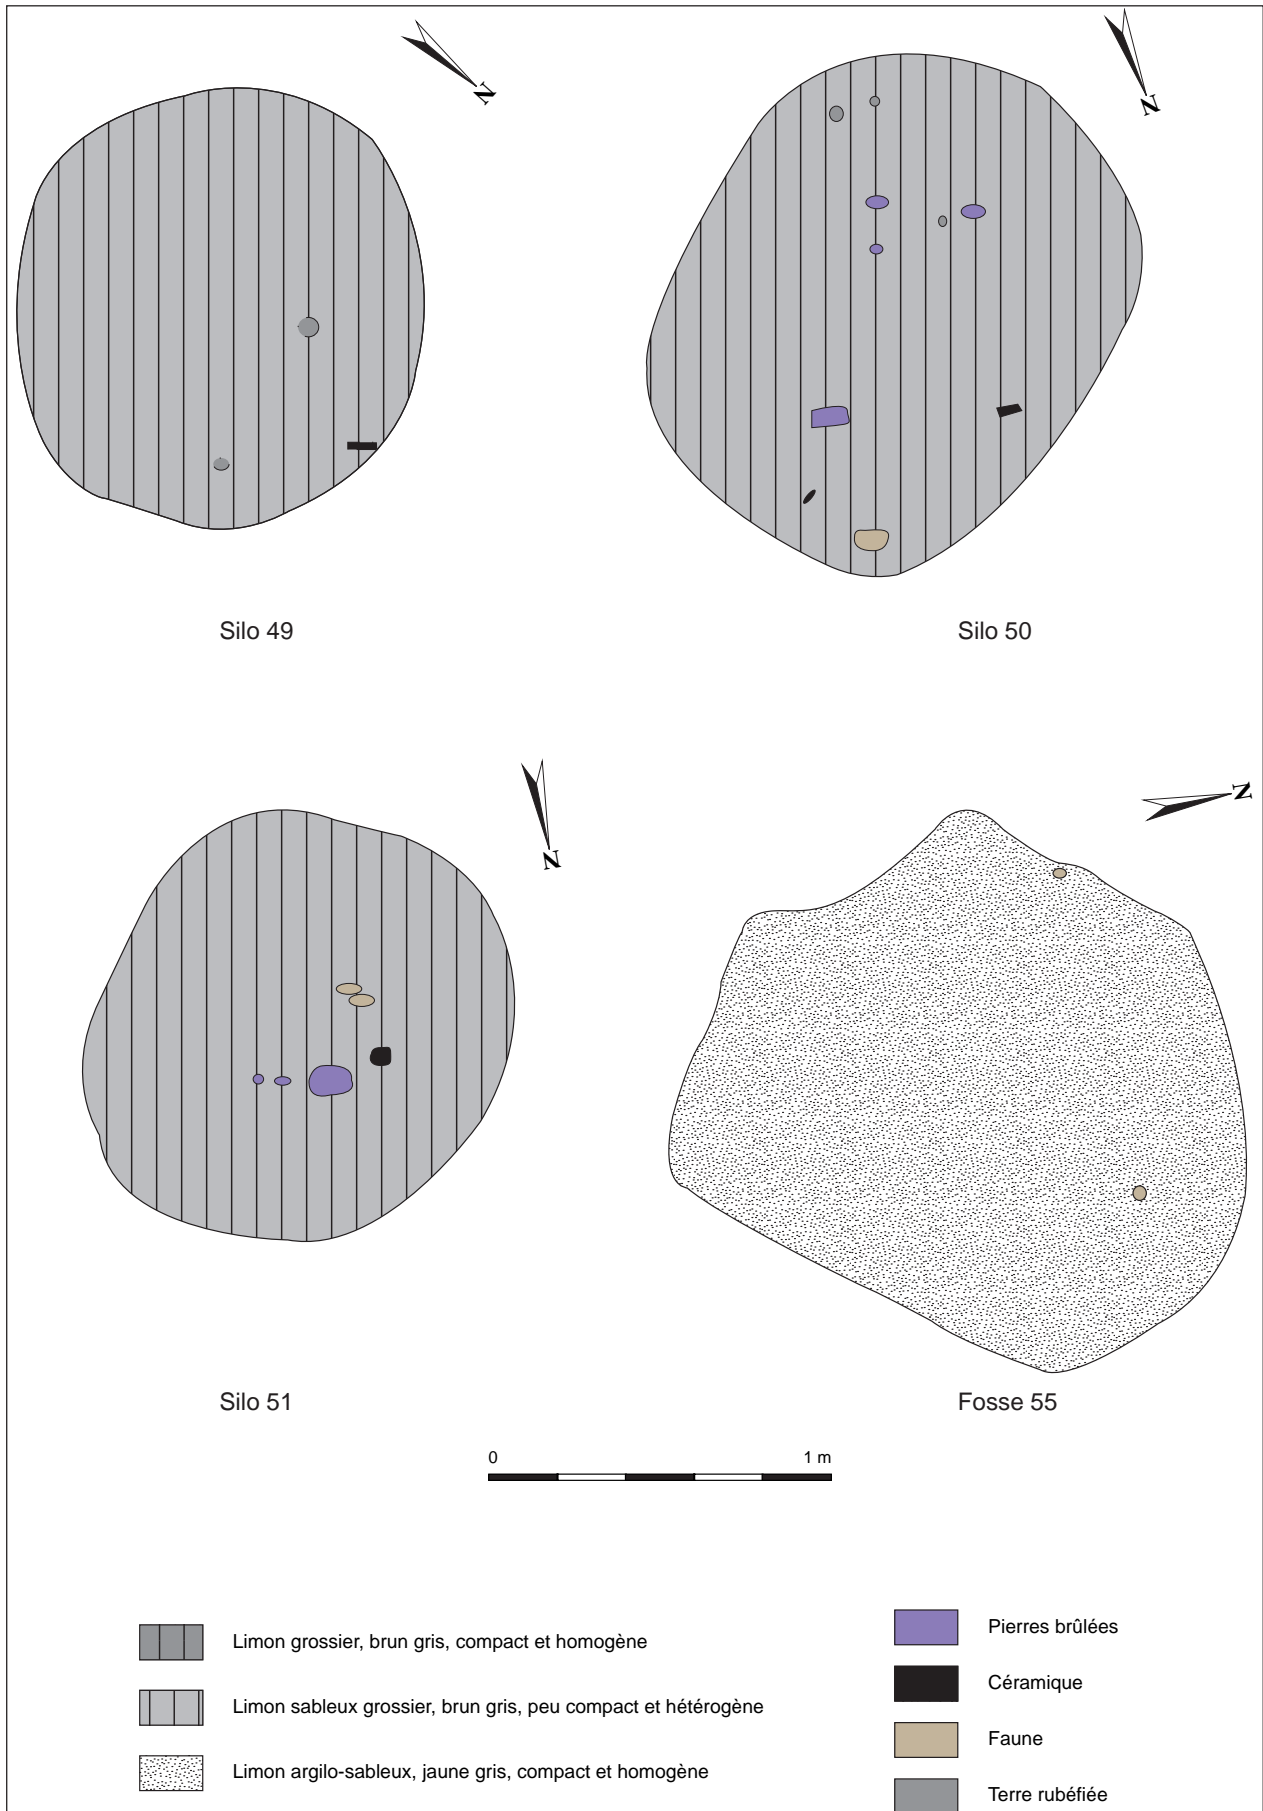 N
N
Silo 49
Silo 50
N
N
Silo 51
Fosse 55
0 1 m
Limon grossier, brun gris, compact et homogène
Limon sableux grossier, brun gris, peu compact et hétérogène
Limon argilo-sableux, jaune gris, compact et homogène
Pierres brûlées
Céramique
Faune
Terre rubéfiée